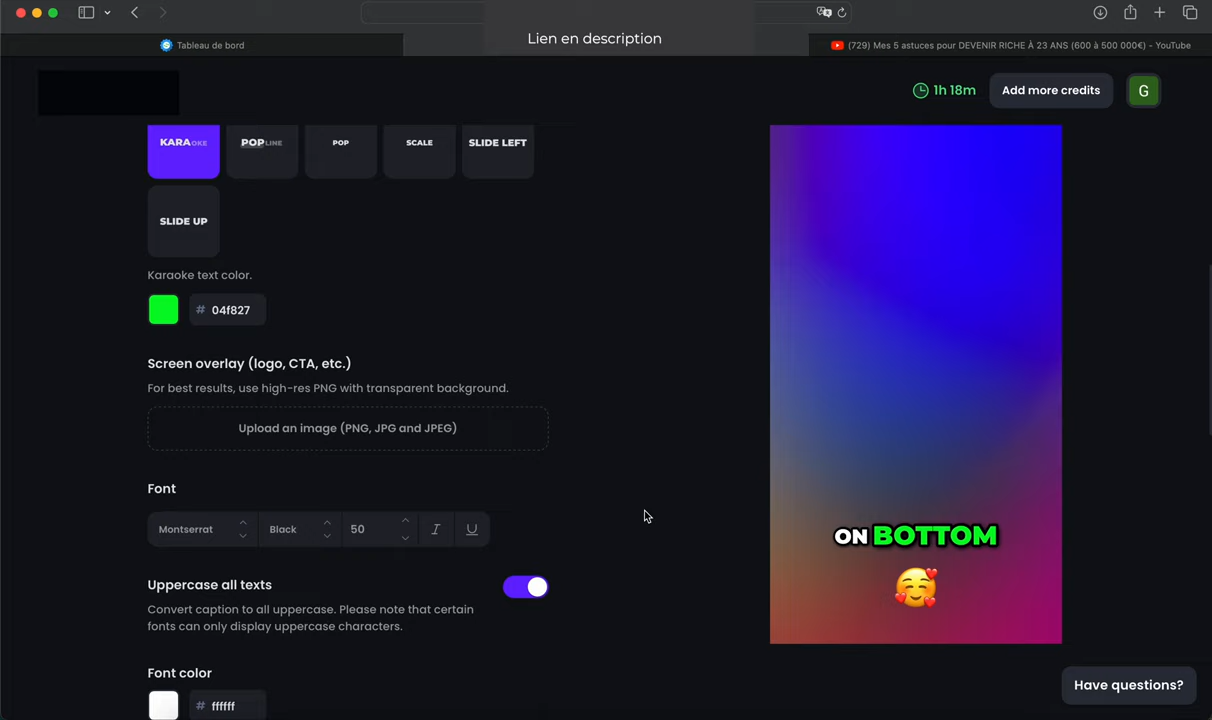 Lien en description
Tableau de bord
(729) Mes 5 astuces pour DEVENIR RICHE À 23 ANS (600 à 500 000€) - YouTube
1h 18m
Add more credits
G
KARAOKE
POPLINE
POP
SCALE
SLIDE LEFT
SLIDE UP
Karaoke text color.
# 04f827
Screen overlay (logo, CTA, etc.)
For best results, use high-res PNG with transparent background.
Upload an image (PNG, JPG and JPEG)
Font
Montserrat
Black
50
I
U
Uppercase all texts
Convert caption to all uppercase. Please note that certain
fonts can only display uppercase characters.
Font color
# ffffff
ON BOTTOM
Have questions?